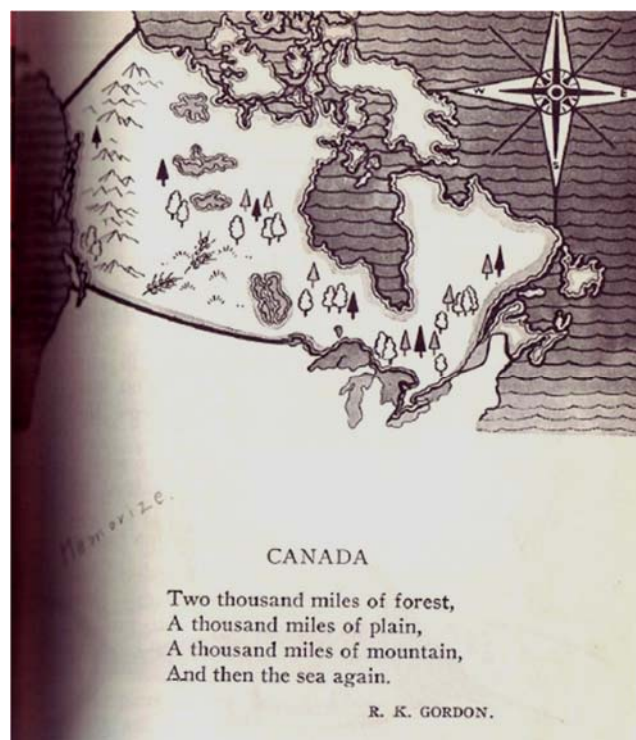 N
E
S
Memorize.
CANADA
Two thousand miles of forest,
A thousand miles of plain,
A thousand miles of mountain,
And then the sea again.
R. K. GORDON.